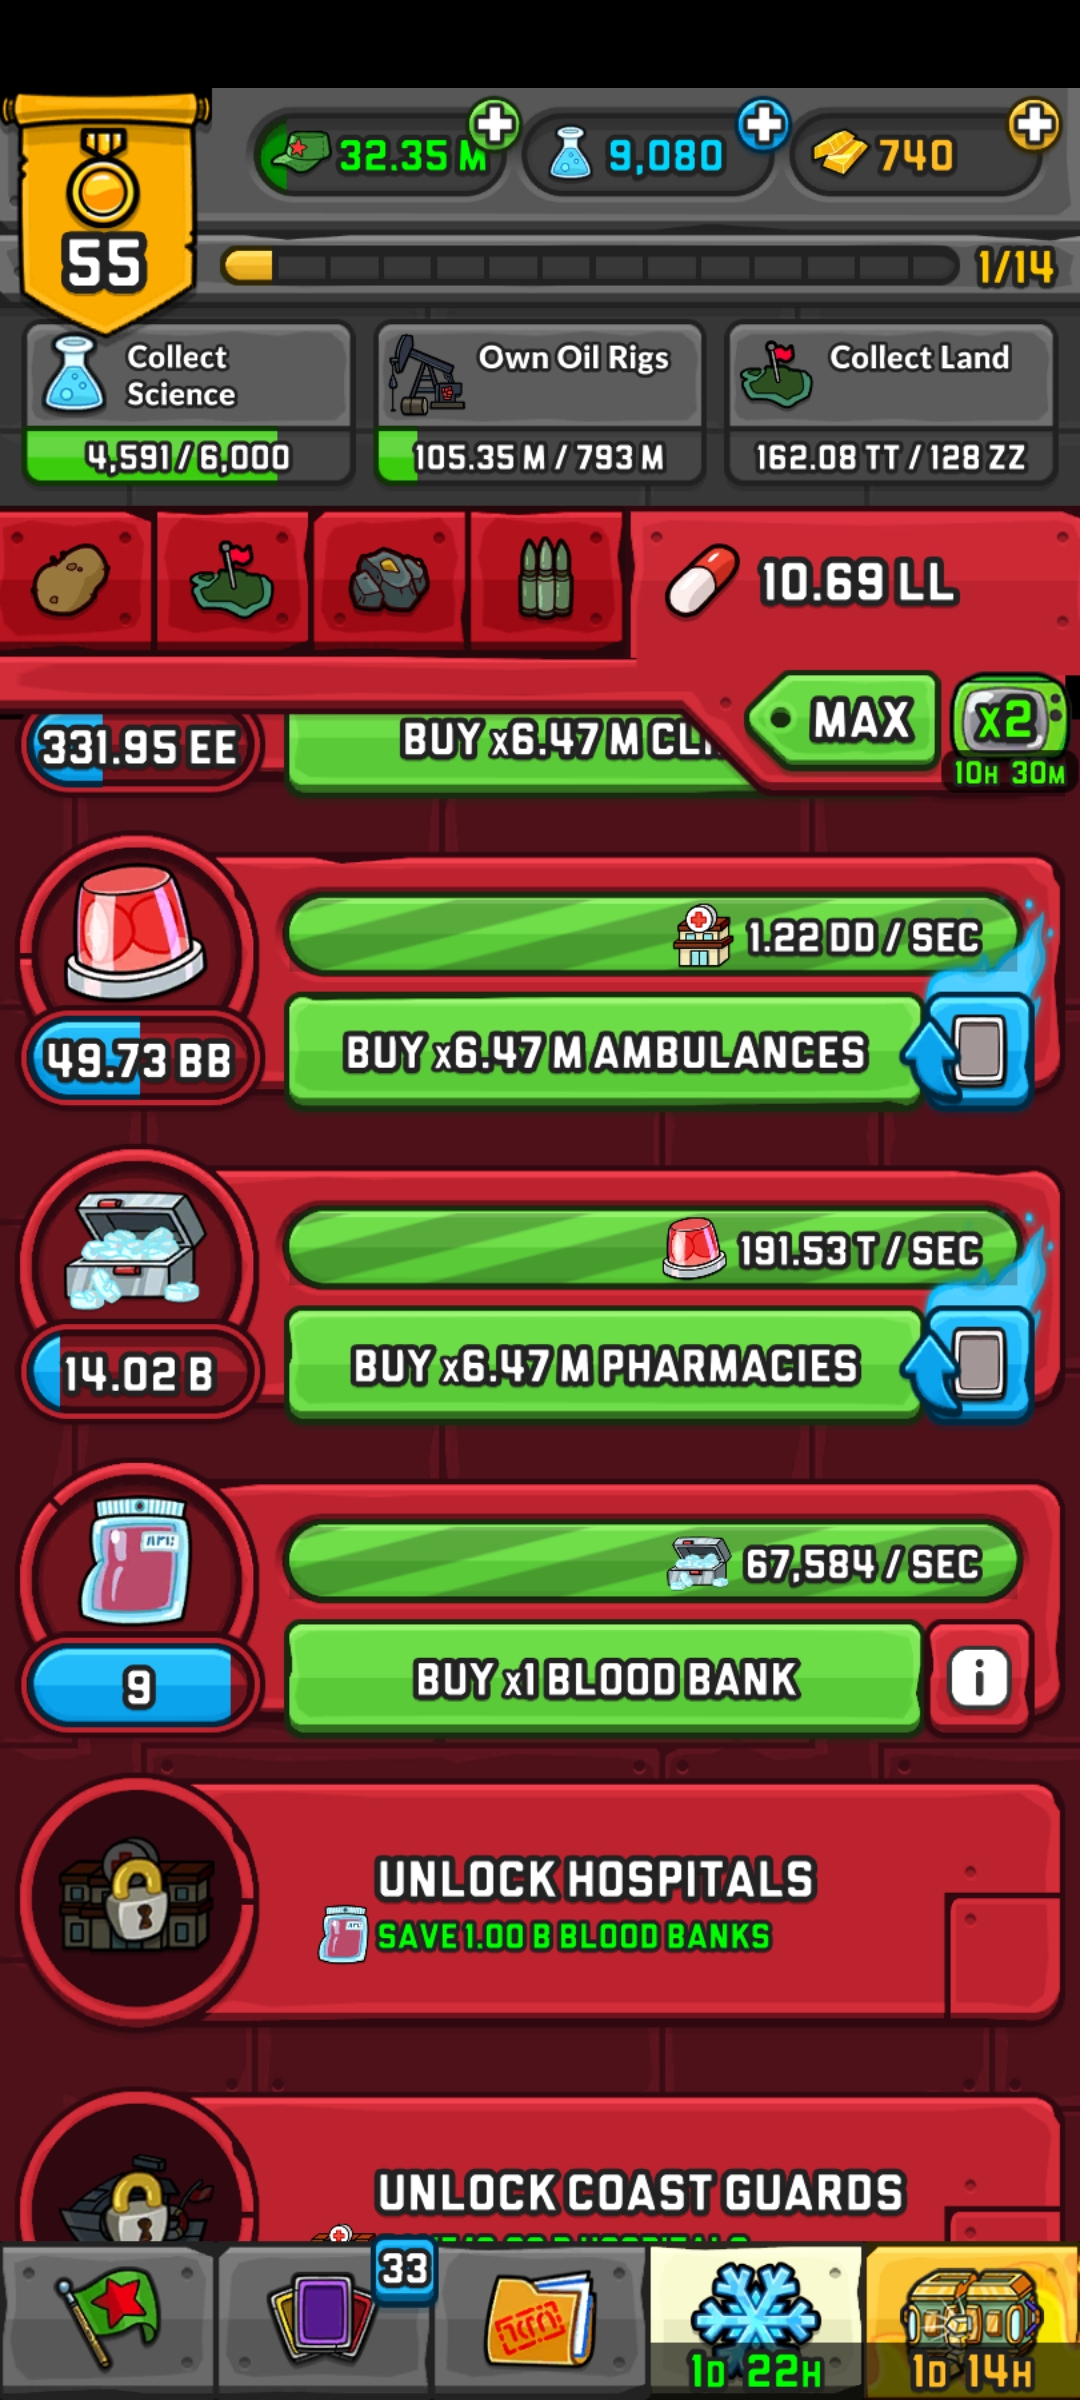 32.35 M
9,080
740
55
1/14
Collect
Science
4,591 / 6,000
Own Oil Rigs
105.35 M / 793 M
Collect Land
162.08 TT / 128 ZZ
10.69 LL
MAX
x2
10H 30M
331.95 EE
BUY x6.47 M
1.22 DD / SEC
49.73 BB
BUY x6.47 M AMBULANCES
191.53 T / SEC
14.02 B
BUY x6.47 M PHARMACIES
67,584 / SEC
9
BUY x1 BLOOD BANK
i
UNLOCK HOSPITALS
SAVE 1.00 B BLOOD BANKS
UNLOCK COAST GUARDS
33
1D 22H
1D 14H